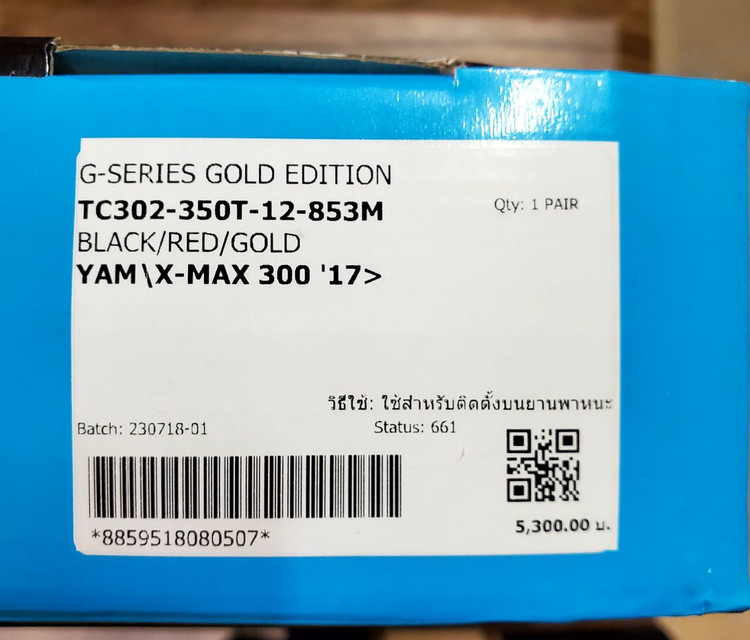 G-SERIES GOLD EDITION
TC302-350T-12-853M
Qty: 1 PAIR
BLACK/RED/GOLD
YAM\X-MAX 300 '17>
วิธีใช้: ใช้สำหรับติดตั้งบนยานพาหนะ
Batch: 230718-01
Status: 661
*8859518080507*
5,300.00 บ.